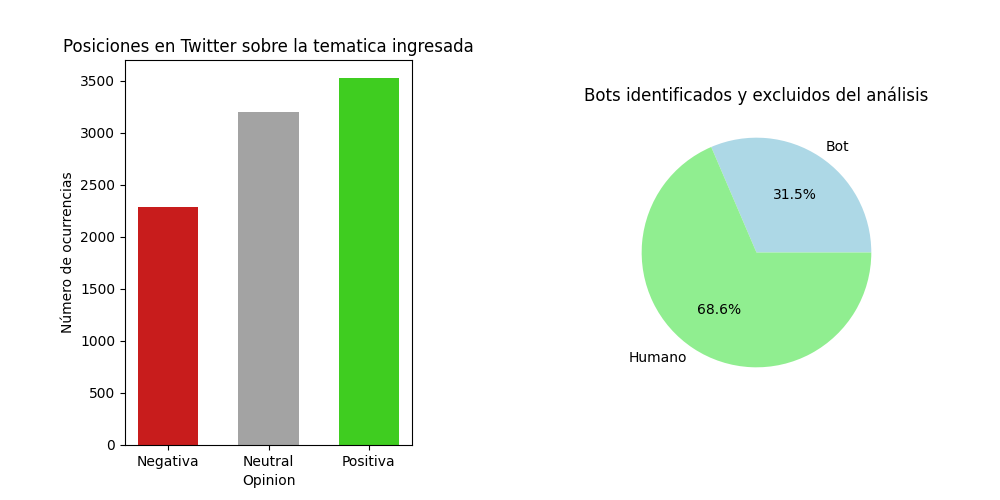 Posiciones en Twitter sobre la tematica ingresada
Número de ocurrencias
3500
3000
2500
2000
1500
1000
500
0
Negativa
Neutral
Positiva
Opinion
Bots identificados y excluidos del análisis
Bot
31.5%
68.6%
Humano